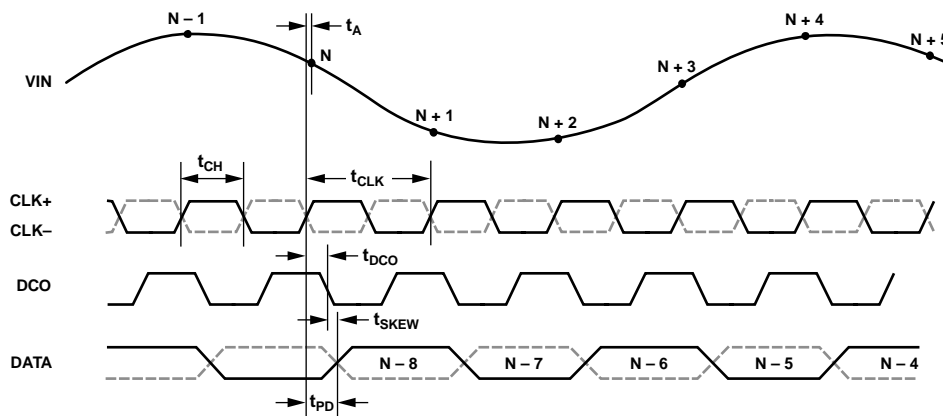 N – 1
tA
N
N + 4
N + 5
VIN
N + 3
N + 1
N + 2
tCH
tCLK
CLK+
CLK–
tDCO
DCO
tSKEW
DATA
N – 8
N – 7
N – 6
N – 5
N – 4
tPD